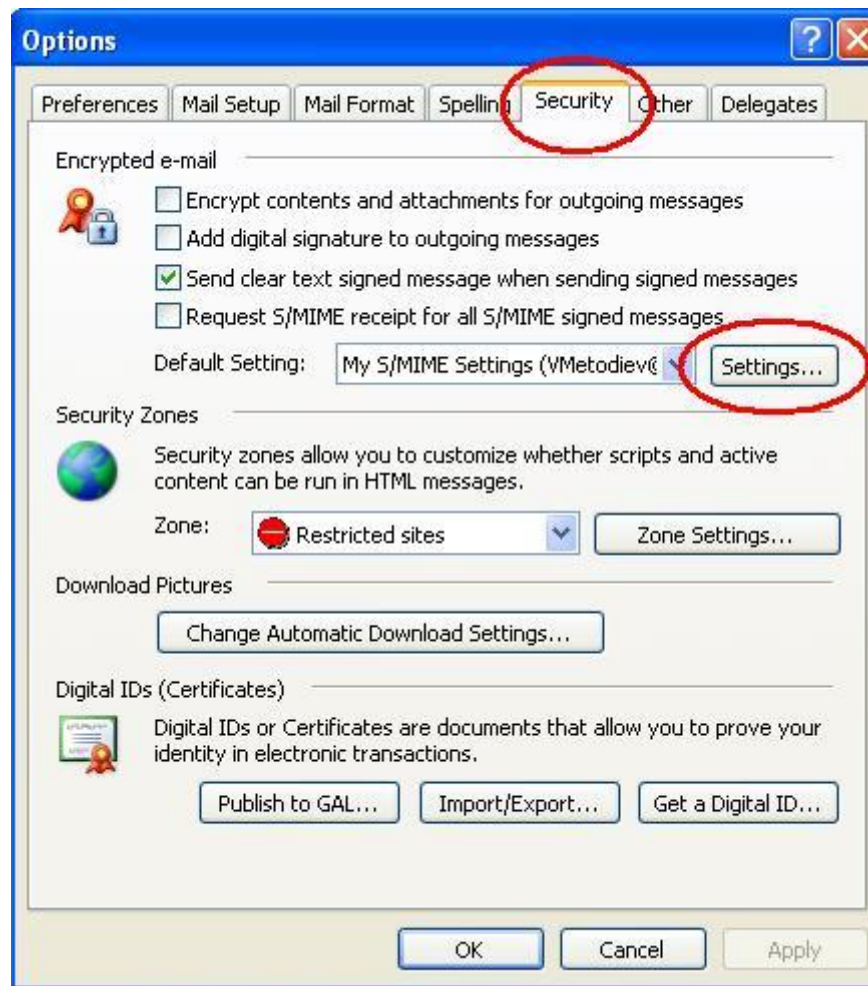 Options
Preferences Mail Setup Mail Format Spelling Security Other Delegates
Encrypted e-mail
Encrypt contents and attachments for outgoing messages
Add digital signature to outgoing messages
Send clear text signed message when sending signed messages
Request S/MIME receipt for all S/MIME signed messages
Default Setting: My S/MIME Settings (VMetodiev@ Settings...
Security Zones
Security zones allow you to customize whether scripts and active
content can be run in HTML messages.
Zone: Restricted sites Zone Settings...
Download Pictures
Change Automatic Download Settings...
Digital IDs (Certificates)
Digital IDs or Certificates are documents that allow you to prove your
identity in electronic transactions.
Publish to GAL... Import/Export... Get a Digital ID...
OK Cancel Apply